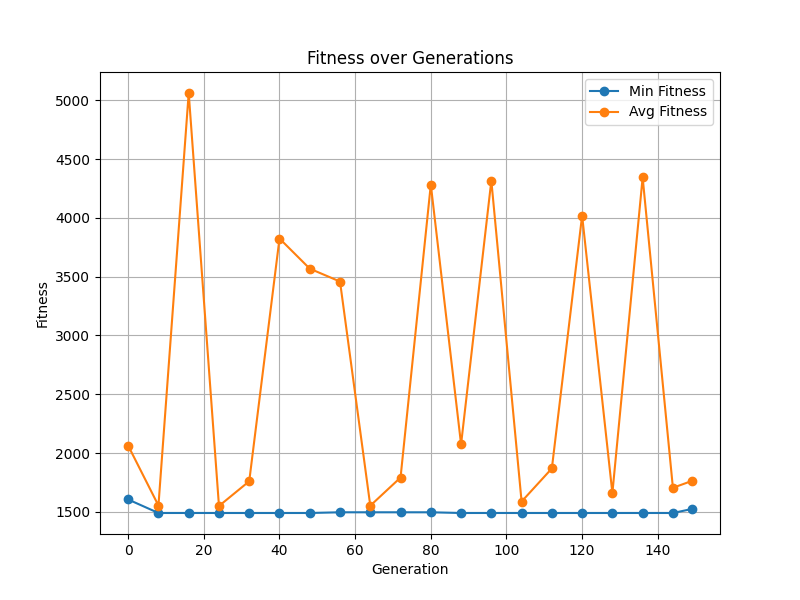 Fitness over Generations
Min Fitness
Avg Fitness
5000
4500
4000
3500
3000
2500
2000
1500
Fitness
0 20 40 60 80 100 120 140
Generation